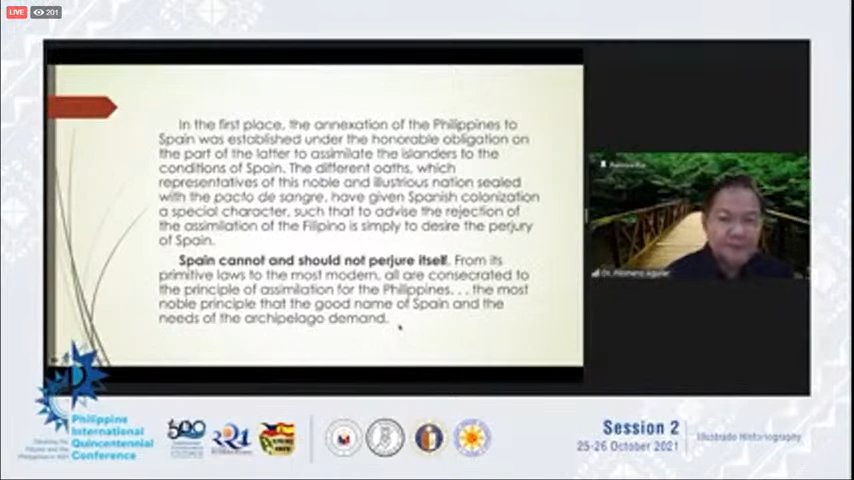 LIVE
201
In the first place, the annexation of the Philippines to
Spain was established under the honorable obligation on
the part of the latter to assimilate the islanders to the
conditions of Spain. The different oaths, which
representatives of this noble and illustrious nation sealed
with the pacto de sangre, have given Spanish colonization
a special character, such that to advise the rejection of
the assimilation of the Filipino is simply to desire the perjury
of Spain.
Spain cannot and should not perjure itself. From its
primitive laws to the most modern, all are consecrated to
the principle of assimilation for the Philippines. . . the most
noble principle that the good name of Spain and the
needs of the archipelago demand.
Dr. Filomeno Aguilar
Philippine
International
Quincentennial
Conference
500
Session 2
25-26 October 2021
Ilustrado Historiography